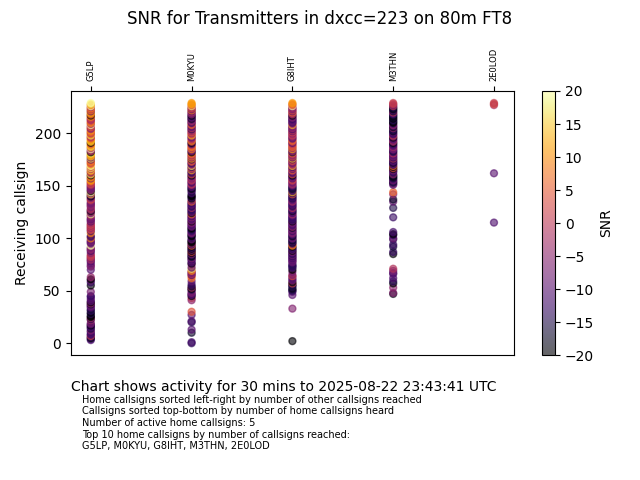 SNR for Transmitters in dxcc=223 on 80m FT8
G5LP M0KYU G8IHT M3THN 2E0LOD
200
150
100
50
0
Receiving callsign
20
15
10
5
0
−5
−10
−15
−20
SNR
Chart shows activity for 30 mins to 2025-08-22 23:43:41 UTC
Home callsigns sorted left-right by number of other callsigns reached
Callsigns sorted top-bottom by number of home callsigns heard
Number of active home callsigns: 5
Top 10 home callsigns by number of callsigns reached:
G5LP, M0KYU, G8IHT, M3THN, 2E0LOD